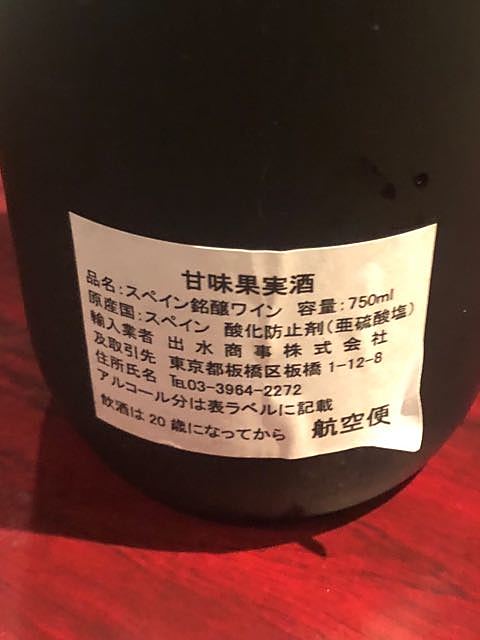 甘味果実酒
品名:スペイン銘醸ワイン 容量:750ml
原産国:スペイン 酸化防止剤(亜硫酸塩)
輸入業者 出水商事株式会社
及取引先 東京都板橋区板橋1-12-8
住所氏名 ℡03-3964-2272
アルコール分は表ラベルに記載
飲酒は20歳になってから 航空便